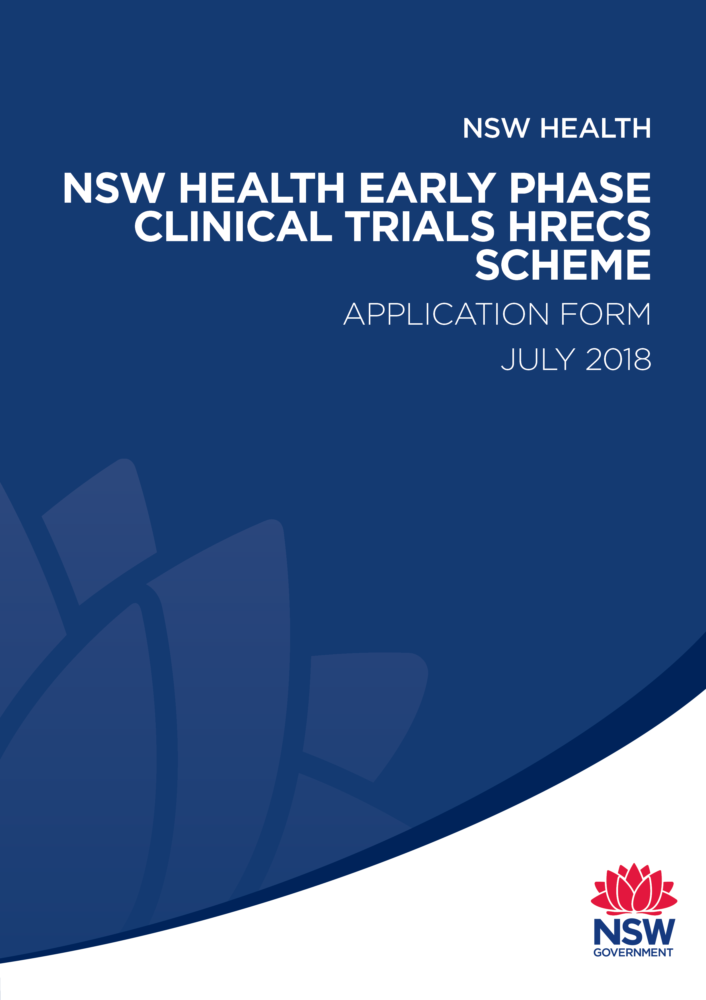 NSW HEALTH
NSW HEALTH EARLY PHASE
CLINICAL TRIALS HRECS
SCHEME
APPLICATION FORM
JULY 2018
NSW
GOVERNMENT